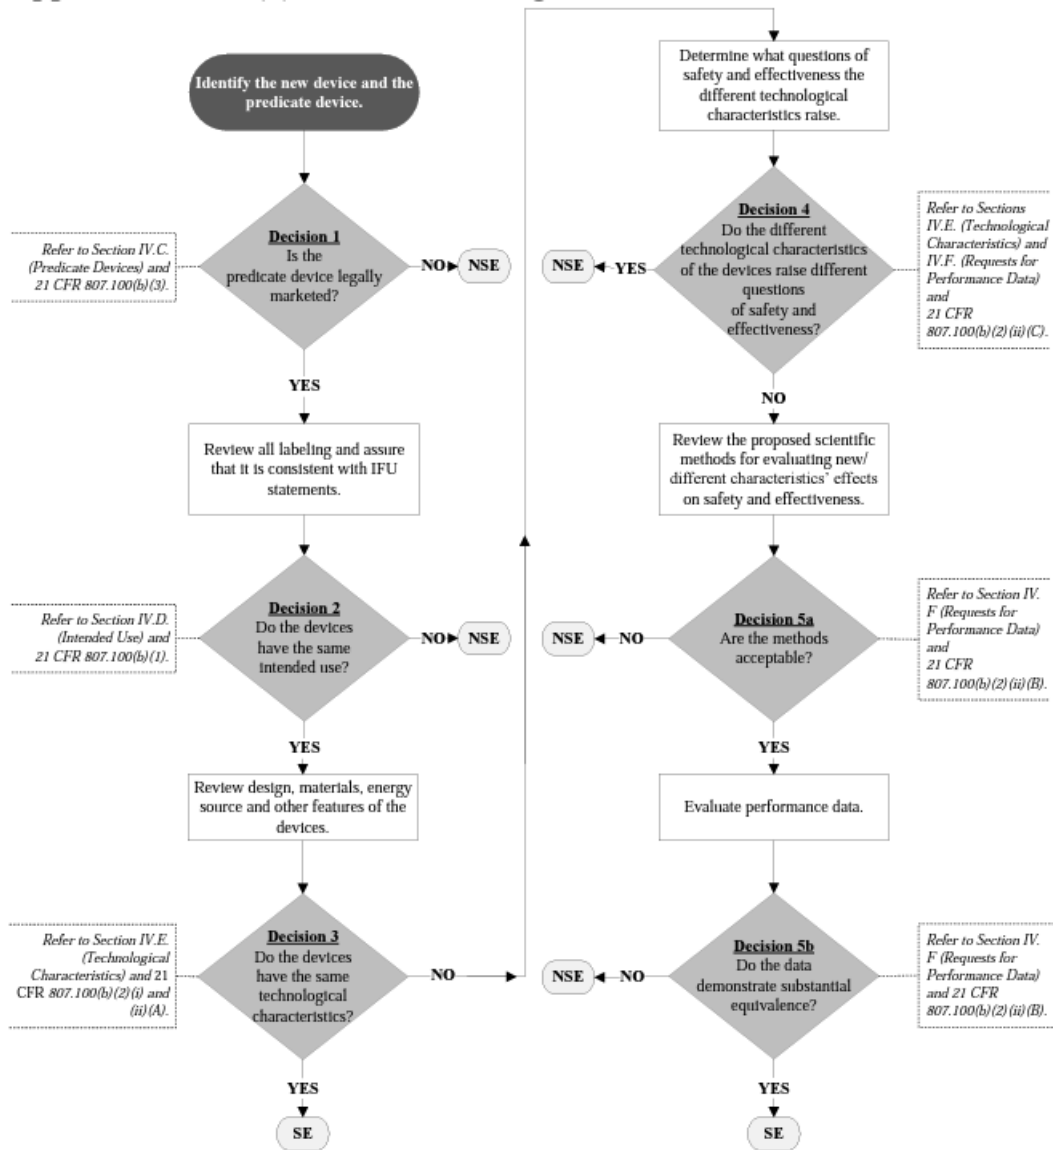 Identify the new device and the
predicate device.
Decision 1
Is the
predicate device legally
marketed?
Refer to Section IV.C.
(Predicate Devices) and
21 CFR 807.100(b)(3).
NO
NSE
YES
Review all labeling and assure
that it is consistent with IFU
statements.
Decision 2
Do the devices
have the same
intended use?
Refer to Section IV.D.
(Intended Use) and
21 CFR 807.100(b)(1).
NO
NSE
YES
Review design, materials, energy
source and other features of the
devices.
Decision 3
Do the devices
have the same
technological
characteristics?
Refer to Section IV.E.
(Technological
Characteristics) and 21
CFR 807.100(b)(2)(i) and
(ii)(A).
NO
YES
SE
Determine what questions of
safety and effectiveness the
different technological
characteristics raise.
Decision 4
Do the different
technological characteristics
of the devices raise different
questions
of safety and
effectiveness?
Refer to Sections
IV.E. (Technological
Characteristics) and
IV.F. (Requests for
Performance Data)
and
21 CFR
807.100(b)(2)(ii)(C).
YES
NSE
NO
Review the proposed scientific
methods for evaluating new/
different characteristics' effects
on safety and effectiveness.
Decision 5a
Are the methods
acceptable?
Refer to Section IV.
F (Requests for
Performance Data)
and
21 CFR
807.100(b)(2)(ii)(B).
NO
NSE
YES
Evaluate performance data.
Decision 5b
Do the data
demonstrate substantial
equivalence?
Refer to Section IV.
F (Requests for
Performance Data)
and 21 CFR
807.100(b)(2)(ii)(B).
NO
NSE
YES
SE